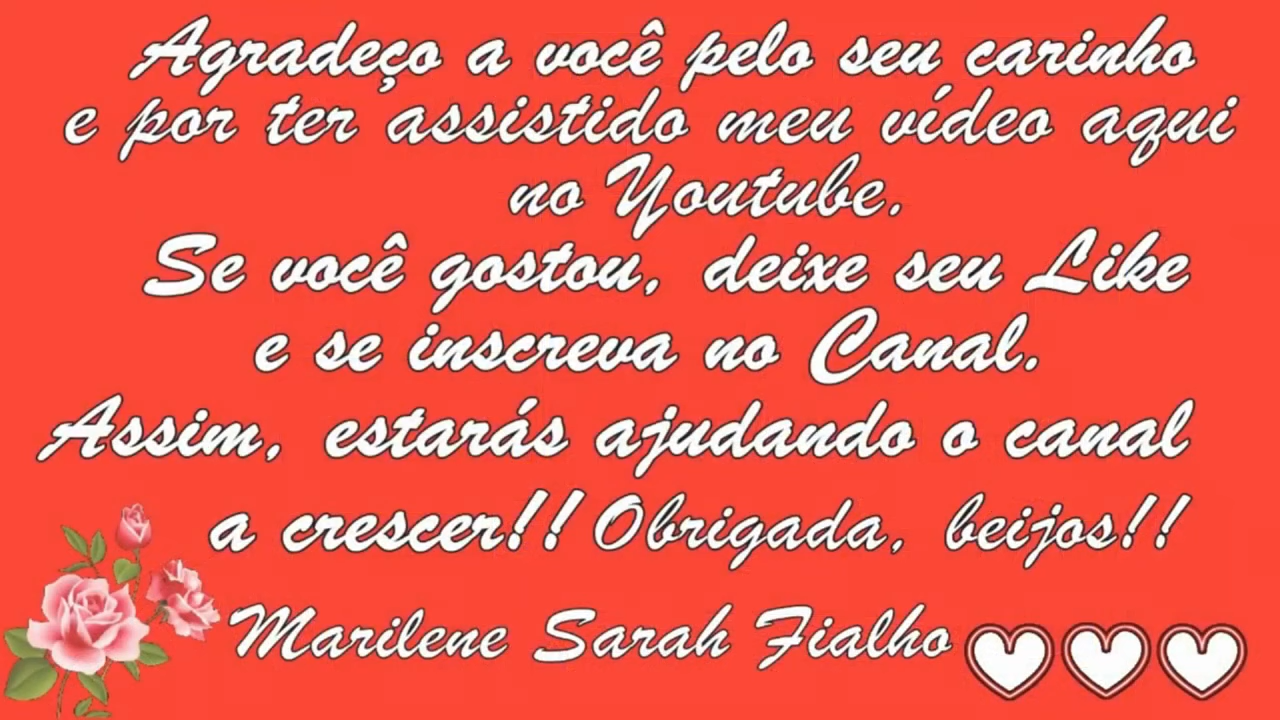 Agradeço a você pelo seu carinho
e por ter assistido meu vídeo aqui
no Youtube.
Se você gostou, deixe seu Like
e se inscreva no Canal.
Assim, estarás ajudando o canal
a crescer!! Obrigada, beijos!!
Marilene Sarah Fialho